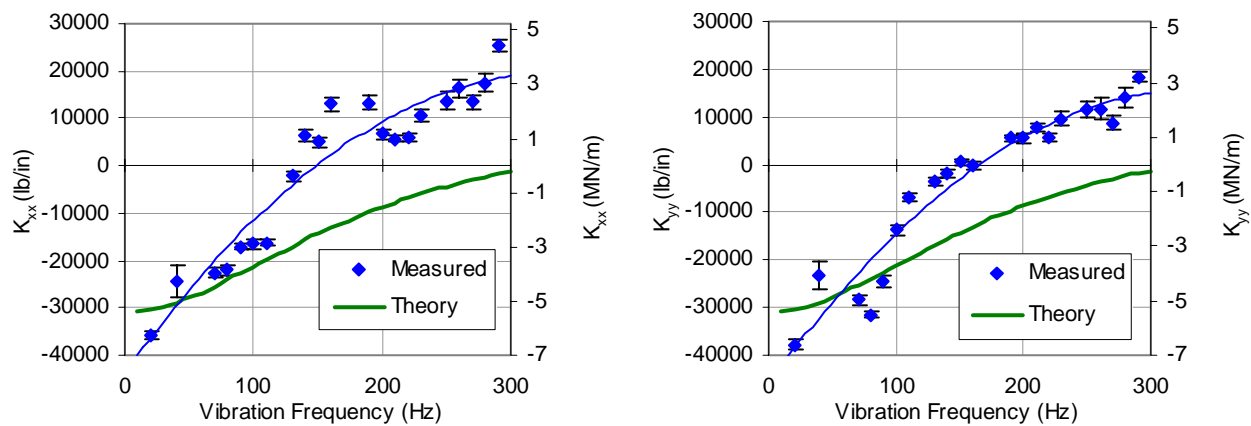 30000
20000
10000
0
-10000
-20000
-30000
-40000
Kxx (lb/in)
5
3
1
-1
-3
-5
-7
Kxx (MN/m)
Measured
Theory
0 100 200 300
Vibration Frequency (Hz)
30000
20000
10000
0
-10000
-20000
-30000
-40000
Kyy (lb/in)
5
3
1
-1
-3
-5
-7
Kyy (MN/m)
Measured
Theory
0 100 200 300
Vibration Frequency (Hz)